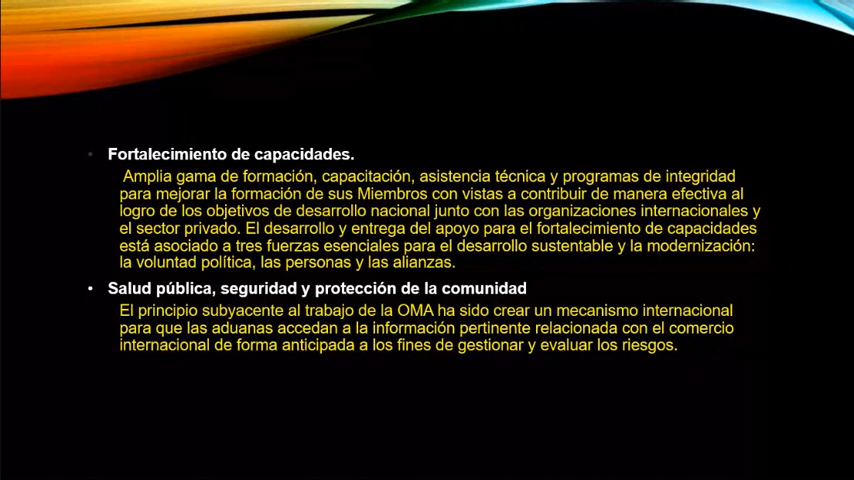 • Fortalecimiento de capacidades.
Amplia gama de formación, capacitación, asistencia técnica y programas de integridad
para mejorar la formación de sus Miembros con vistas a contribuir de manera efectiva al
logro de los objetivos de desarrollo nacional junto con las organizaciones internacionales y
el sector privado. El desarrollo y entrega del apoyo para el fortalecimiento de capacidades
está asociado a tres fuerzas esenciales para el desarrollo sustentable y la modernización:
la voluntad política, las personas y las alianzas.
• Salud pública, seguridad y protección de la comunidad
El principio subyacente al trabajo de la OMA ha sido crear un mecanismo internacional
para que las aduanas accedan a la información pertinente relacionada con el comercio
internacional de forma anticipada a los fines de gestionar y evaluar los riesgos.